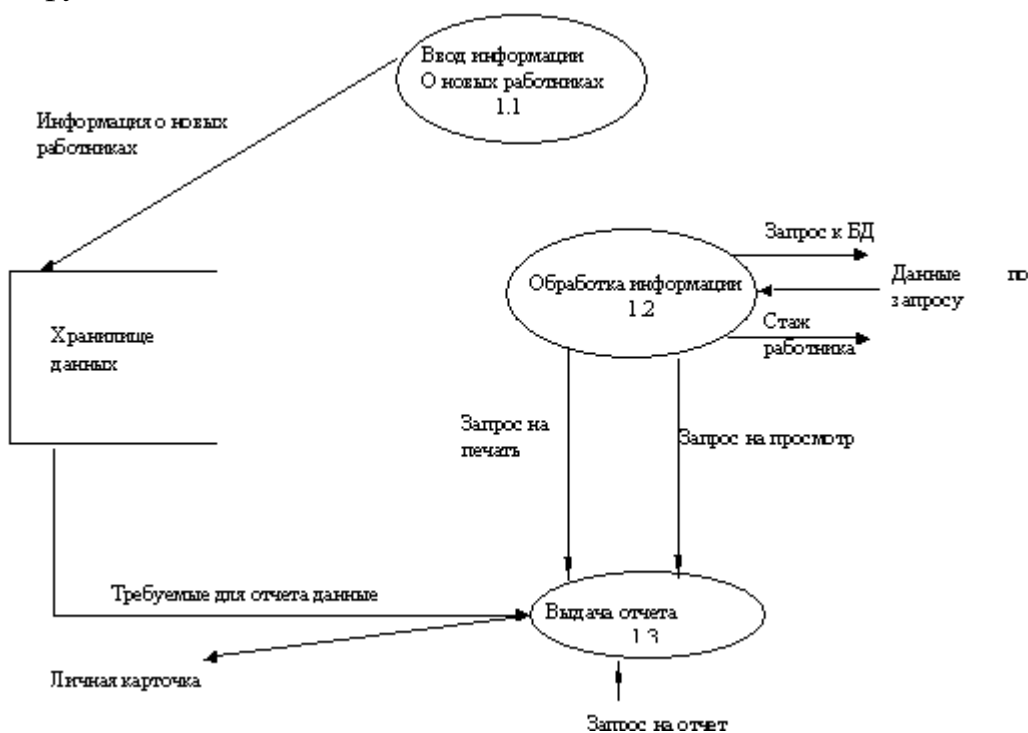 Ввод информации
О новых работниках
1.1
Информация о новых
работниках
Запрос к БД
Обработка информации
1.2
Данные по
запросу
Хранилище
данных
Стаж
работника
Запрос на
печать
Запрос на просмотр
Требуемые для отчета данные
Выдача отчета
1.3
Личная карточка
Запрос на отчет